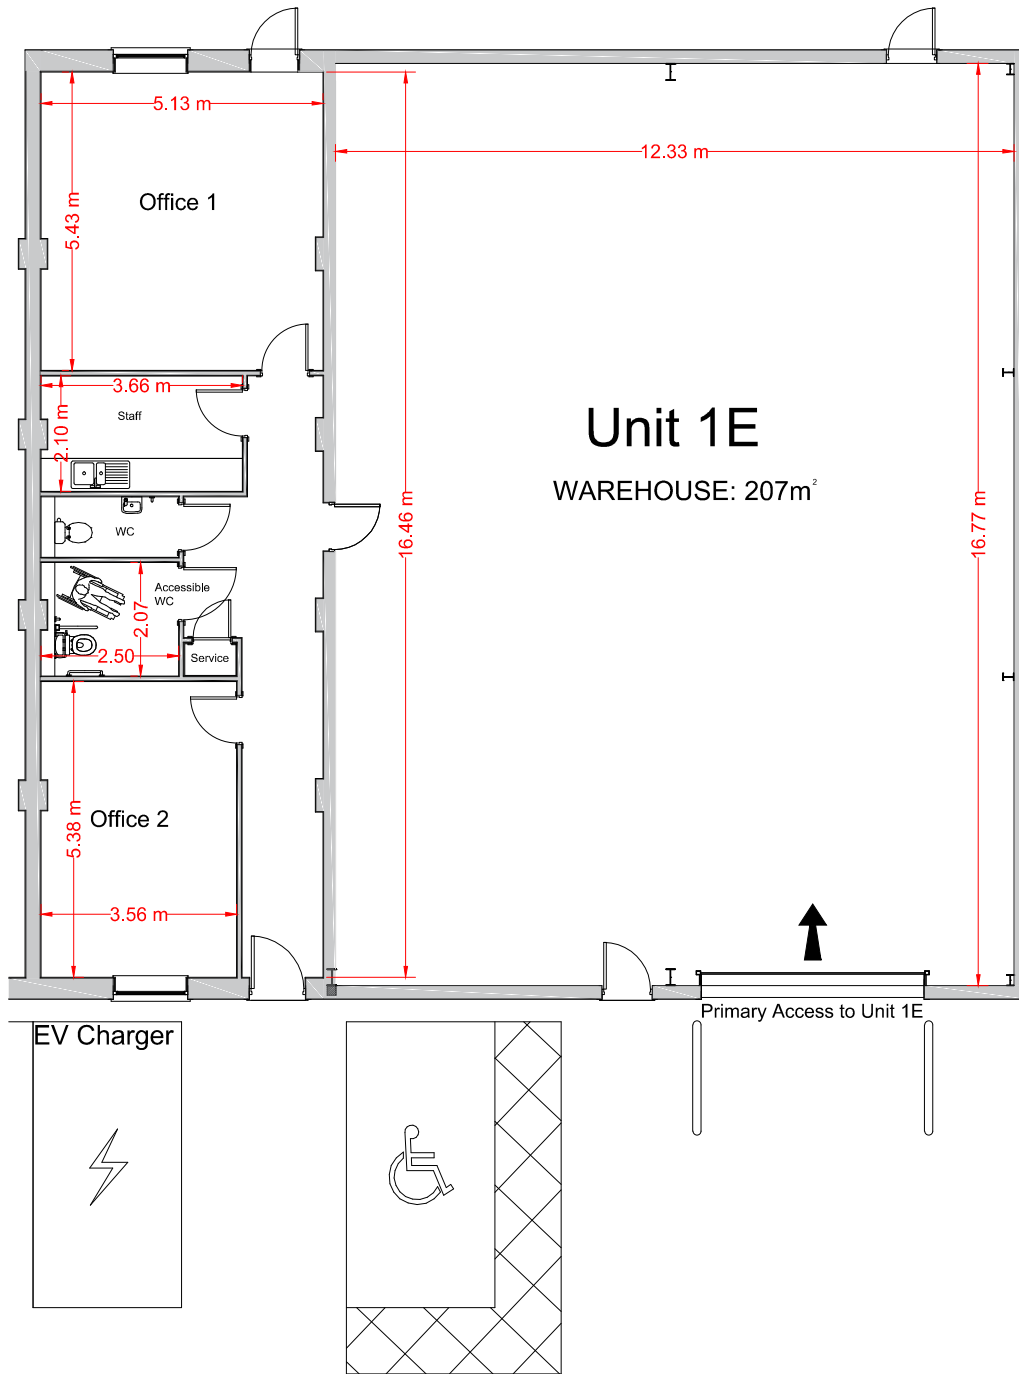 5.13 m
12.33 m
Office 1
5.43 m
3.66 m
Staff
2.10 m
Unit 1E
WAREHOUSE: 207m²
16.46 m
16.77 m
WC
Accessible
WC
2.07
2.50
Service
Office 2
5.38 m
3.56 m
Primary Access to Unit 1E
EV Charger